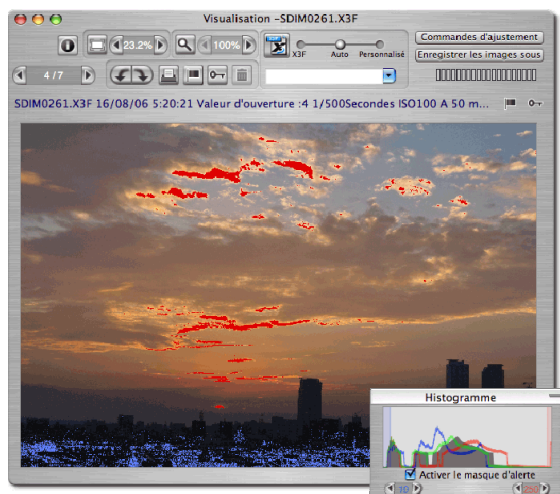 Visualisation -SDIM0261.X3F
23.2%
100%
X3F Auto Personnalisé
Commandes d'ajustement
Enregistrer les images sous
4 / 7
SDIM0261.X3F 16/08/06 5:20:21 Valeur d'ouverture :4 1/500Secondes ISO100 A 50 m...
Histogramme
Activer le masque d'alerte